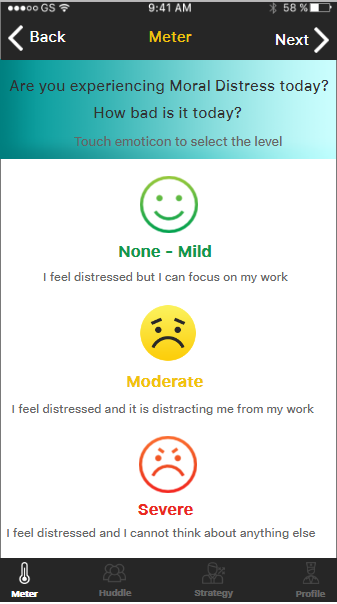 GS 9:41 AM 58 %
Back Meter Next
Are you experiencing Moral Distress today?
How bad is it today?
Touch emoticon to select the level
None - Mild
I feel distressed but I can focus on my work
Moderate
I feel distressed and it is distracting me from my work
Severe
I feel distressed and I cannot think about anything else
Meter Huddle Strategy Profile